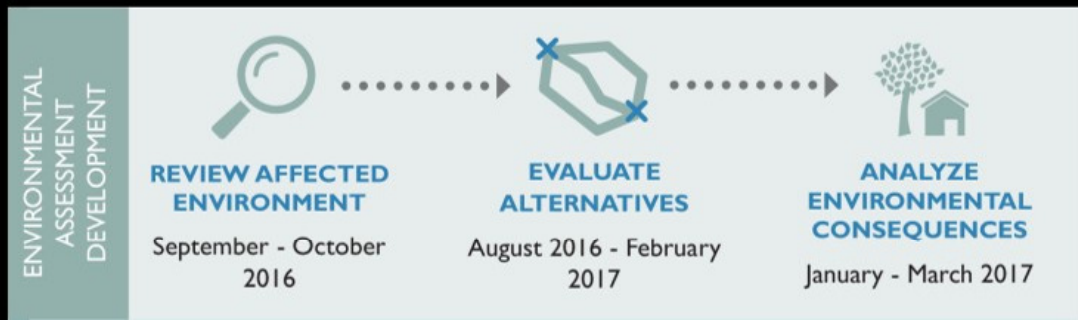 ENVIRONMENTAL
ASSESSMENT
DEVELOPMENT
REVIEW AFFECTED
ENVIRONMENT
September - October
2016
EVALUATE
ALTERNATIVES
August 2016 - February
2017
ANALYZE
ENVIRONMENTAL
CONSEQUENCES
January - March 2017